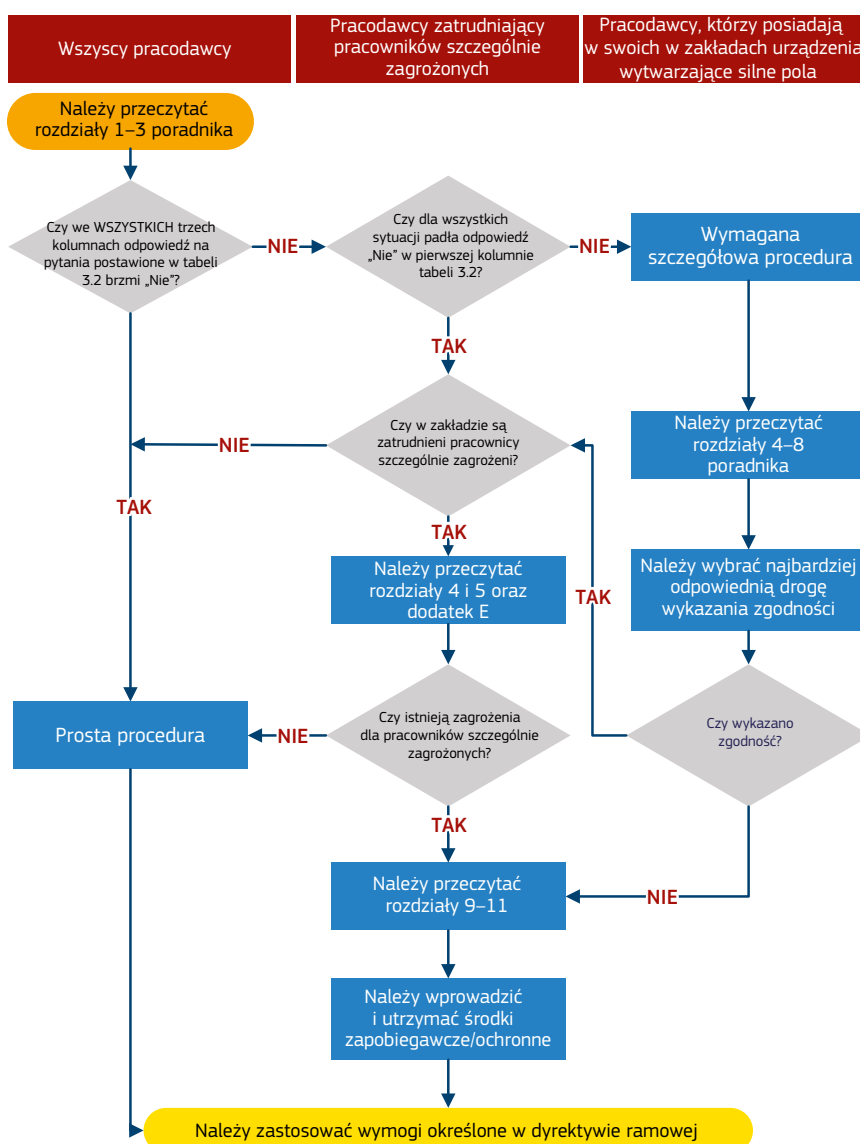 Wszyscy pracodawcy
Pracodawcy zatrudniający
pracowników szczególnie
zagrożonych
Pracodawcy, którzy posiadają
w swoich w zakładach urządzenia
wytwarzające silne pola
Należy przeczytać
rozdziały 1–3 poradnika
Czy we WSZYSTKICH trzech
kolumnach odpowiedź na
pytania postawione w tabeli
3.2 brzmi „Nie”?
NIE
Czy dla wszystkich
sytuacji padła odpowiedź
„Nie” w pierwszej kolumnie
tabeli 3.2?
NIE
Wymagana
szczegółowa procedura
TAK
Czy w zakładzie są
zatrudnieni pracownicy
szczególnie zagrożeni?
NIE
Należy przeczytać
rozdziały 4–8
poradnika
TAK
TAK
Należy przeczytać
rozdziały 4 i 5 oraz
dodatek E
Należy wybrać najbardziej
odpowiednią drogę
wykazania zgodności
TAK
Prosta procedura
NIE
Czy istnieją zagrożenia
dla pracowników szczególnie
zagrożonych?
Czy wykazano
zgodność?
TAK
Należy przeczytać
rozdziały 9–11
NIE
Należy wprowadzić
i utrzymać środki
zapobiegawcze/ochronne
Należy zastosować wymogi określone w dyrektywie ramowej